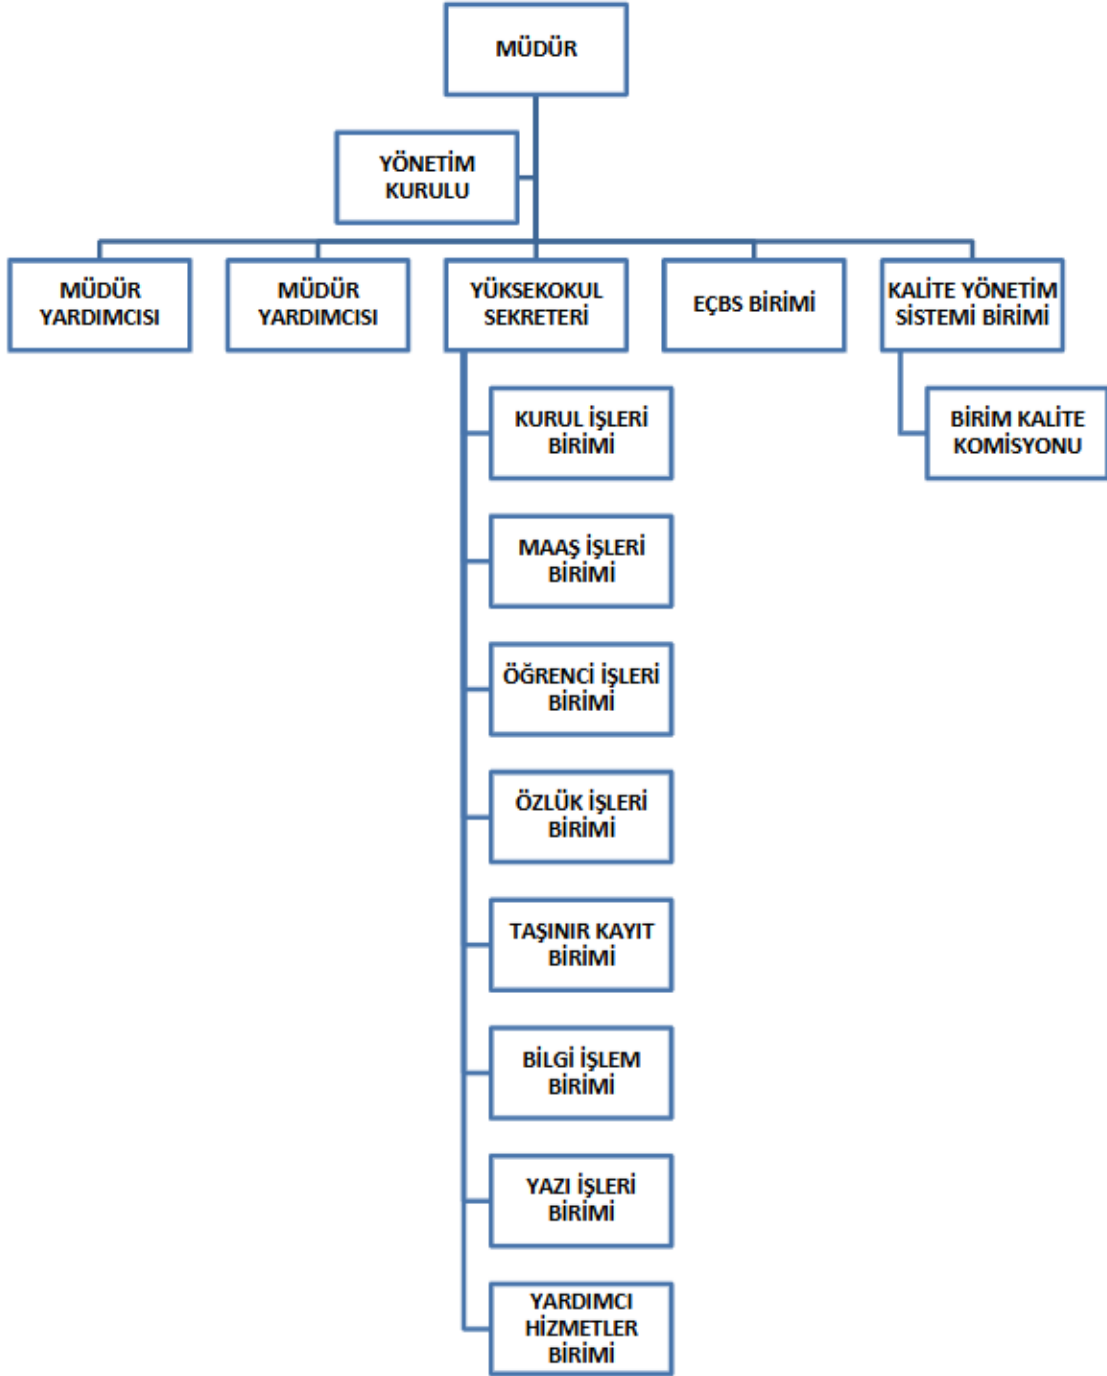 MÜDÜR
YÖNETİM
KURULU
MÜDÜR
YARDIMCISI
MÜDÜR
YARDIMCISI
YÜKSEKOKUL
SEKRETERİ
EÇBS BİRİMİ
KALİTE YÖNETİM
SİSTEMİ BİRİMİ
KURUL İŞLERİ
BİRİMİ
BİRİM KALİTE
KOMİSYONU
MAAŞ İŞLERİ
BİRİMİ
ÖĞRENCİ İŞLERİ
BİRİMİ
ÖZLÜK İŞLERİ
BİRİMİ
TAŞINIR KAYIT
BİRİMİ
BİLGİ İŞLEM
BİRİMİ
YAZI İŞLERİ
BİRİMİ
YARDIMCI
HİZMETLER
BİRİMİ